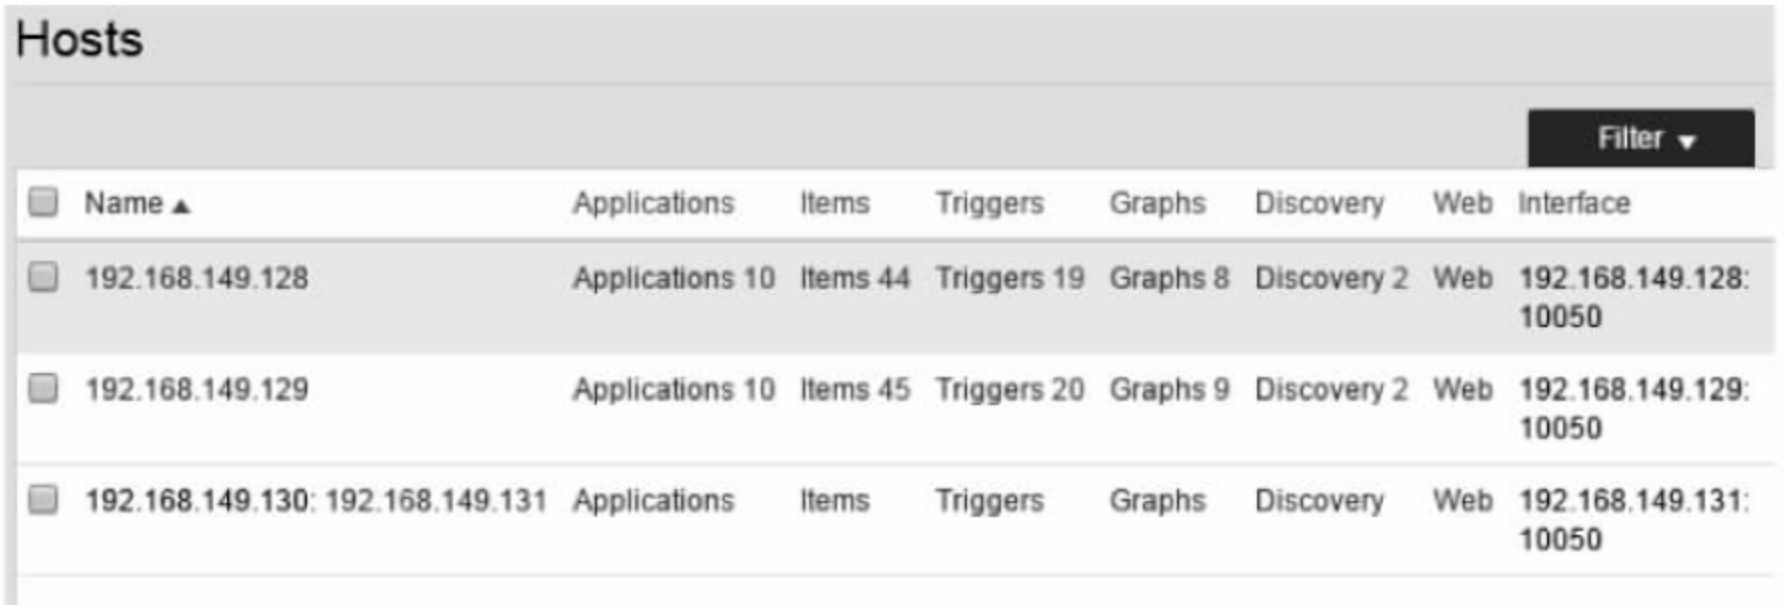 Hosts
Filter
Name Applications Items Triggers Graphs Discovery Web Interface
192.168.149.128 Applications 10 Items 44 Triggers 19 Graphs 8 Discovery 2 Web 192.168.149.128:
10050
192.168.149.129 Applications 10 Items 45 Triggers 20 Graphs 9 Discovery 2 Web 192.168.149.129:
10050
192.168.149.130: 192.168.149.131 Applications Items Triggers Graphs Discovery Web 192.168.149.131:
10050